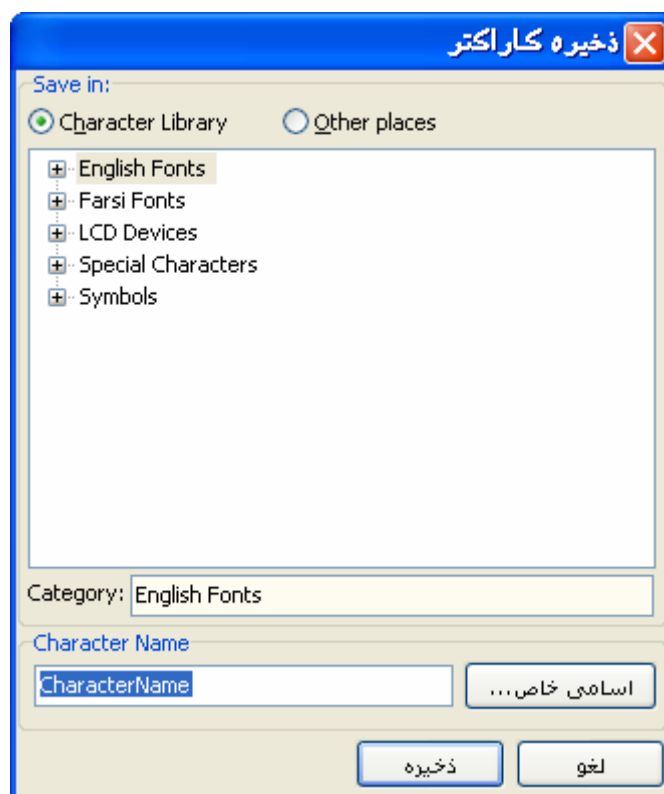 ذخیره کاراکتر
Save in:
Character Library
Other places
English Fonts
Farsi Fonts
LCD Devices
Special Characters
Symbols
Category: English Fonts
Character Name
CharacterName
اسامی خاص...
ذخیره
لغو